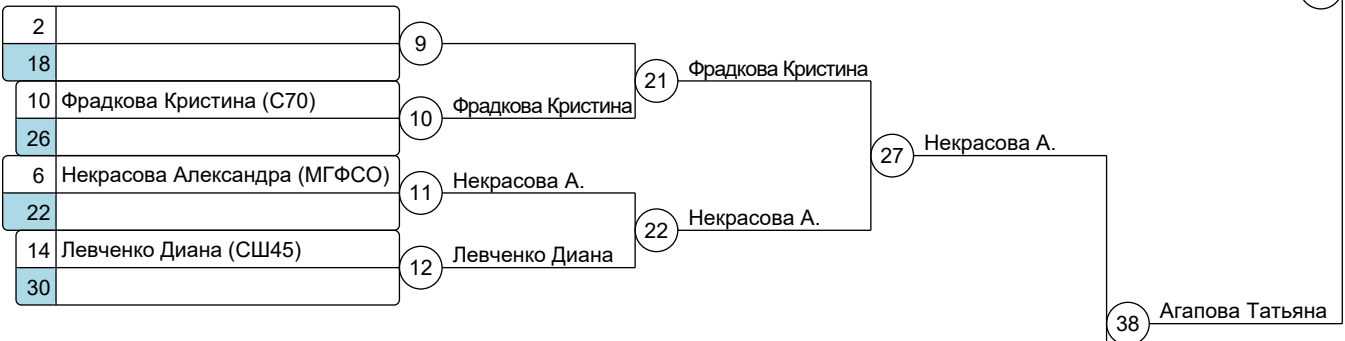 2
9
18
21 Фрадкова Кристина
10 Фрадкова Кристина (С70)
10 Фрадкова Кристина
26
27 Некрасова А.
6 Некрасова Александра (МГФСО)
11 Некрасова А.
22
22 Некрасова А.
14 Левченко Диана (СШ45)
12 Левченко Диана
30
38 Агапова Татьяна